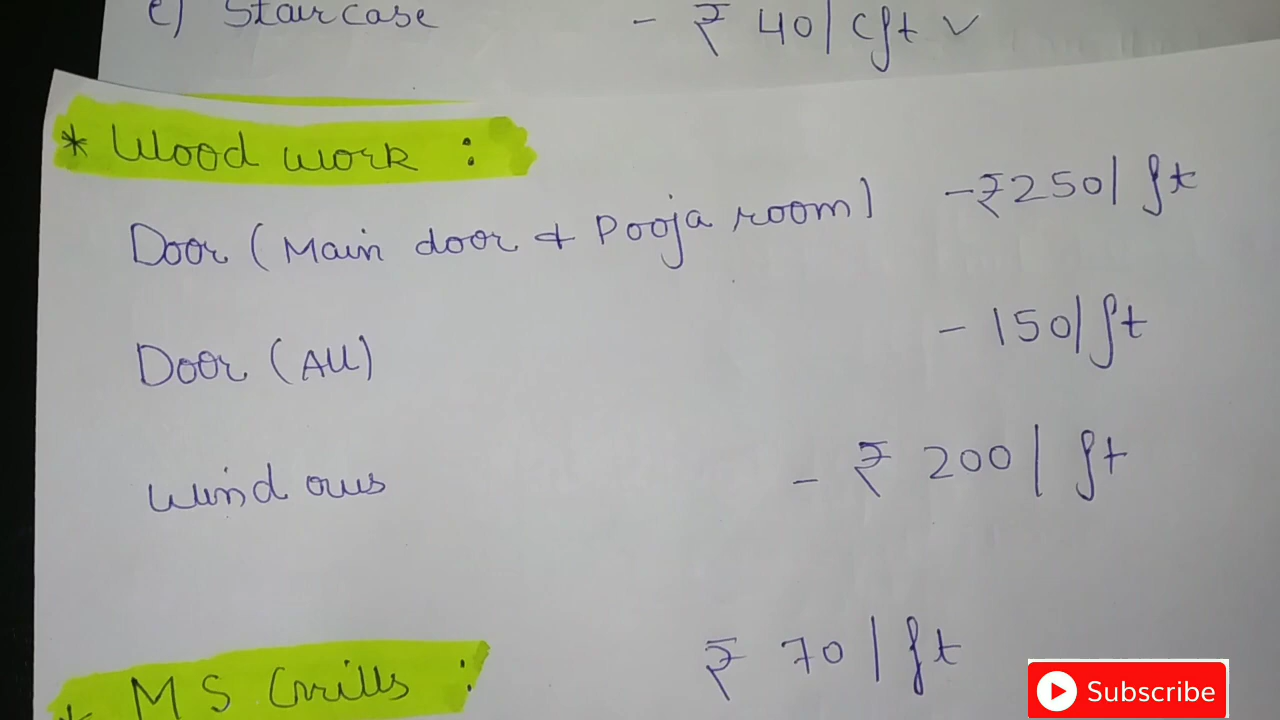 e) Staircase - ₹ 40/cft ✓
* Wood work :
Door (Main door & Pooja room) -₹250/ft
Door (All) - 150/ft
Windows - ₹ 200/ft
* MS Grills : ₹ 70/ft
Subscribe